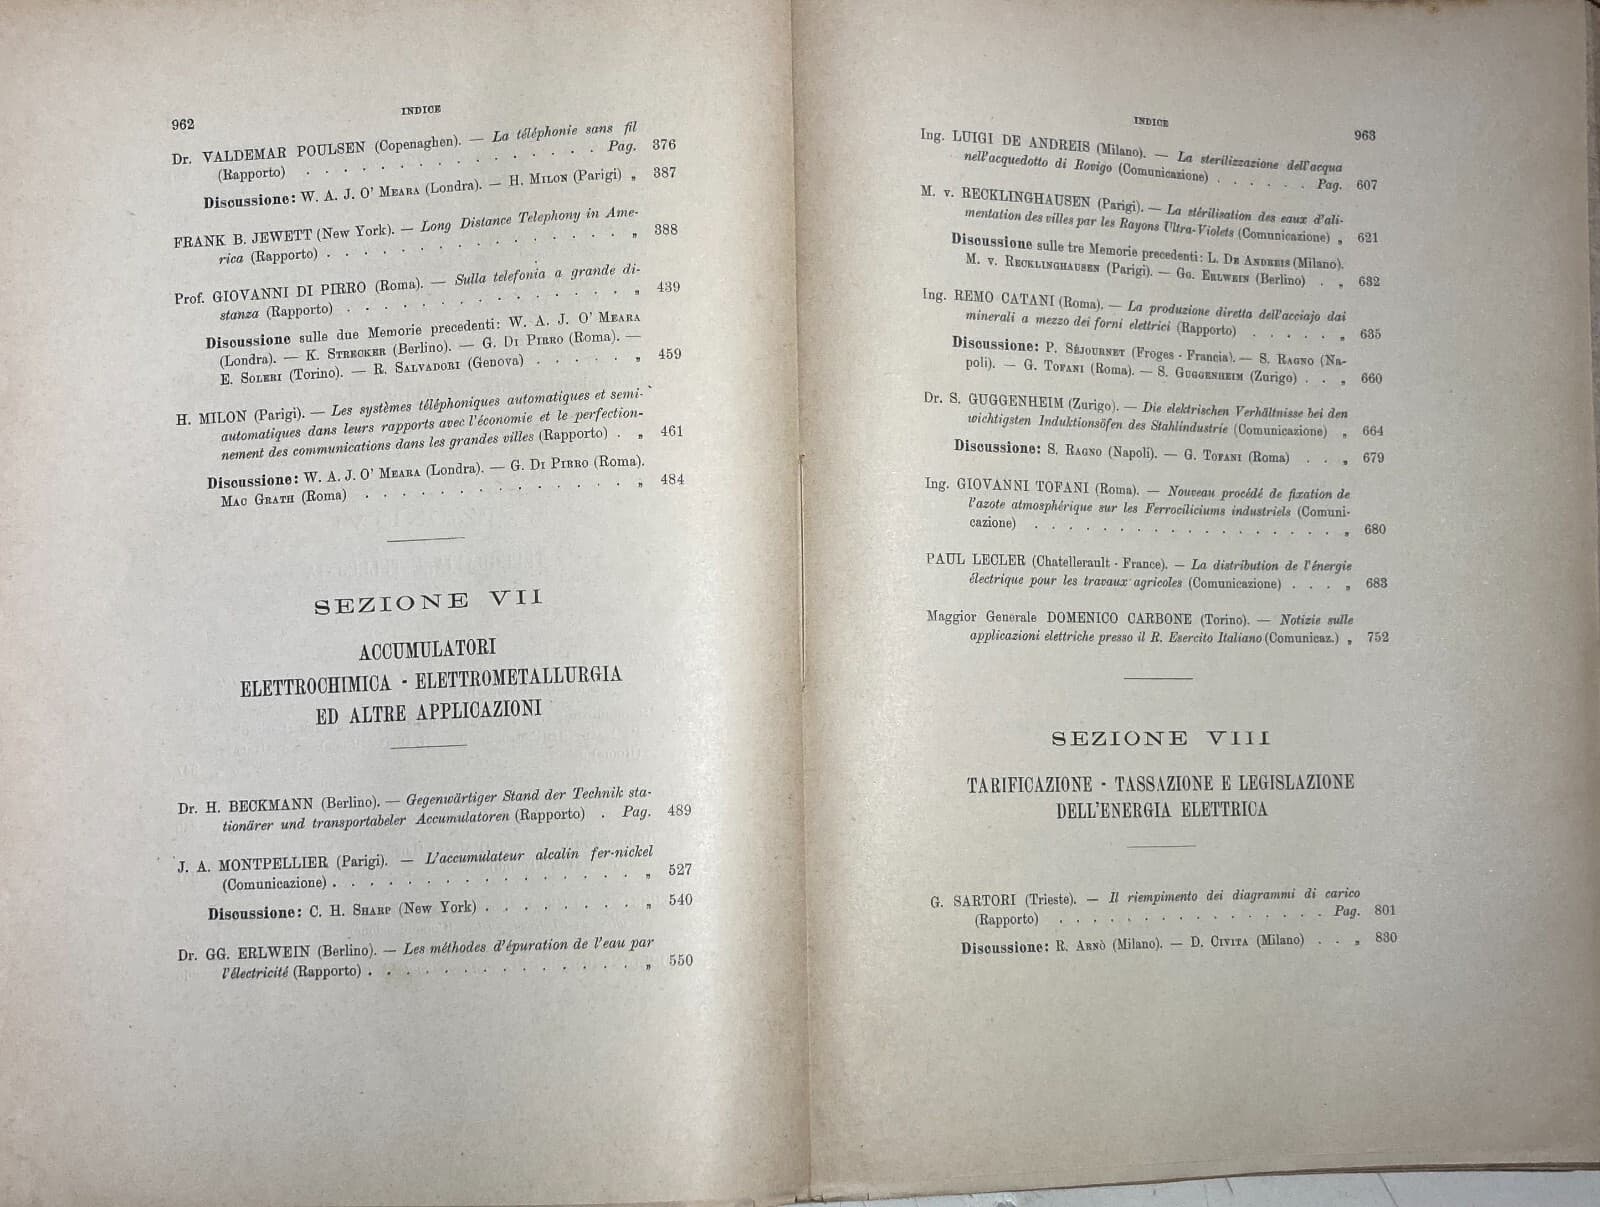 962
INDICE
Dr. VALDEMAR POULSEN (Copenaghen). — La téléphonie sans fil
(Rapporto) . . . . . . . . . . . . Pag. 376
Discussione: W. A. J. O' MEARA (Londra). — H. MILON (Parigi) „ 387
FRANK B. JEWETT (New York). — Long Distance Telephony in Ame-
rica (Rapporto) . . . . . . . . . . . . . „ 388
Prof. GIOVANNI DI PIRRO (Roma). — Sulla telefonia a grande di-
stanza (Rapporto) . . . . . . . . . . . . „ 439
Discussione sulle due Memorie precedenti: W. A. J. O' MEARA
(Londra). — K. STRECKER (Berlino). — G. DI PIRRO (Roma). —
E. SOLERI (Torino). — R. SALVADORI (Genova) . . . . . „ 459
H. MILON (Parigi). — Les systèmes téléphoniques automatiques et semi-
automatiques dans leurs rapports avec l'économie et le perfection-
nement des communications dans les grandes villes (Rapporto) . „ 461
Discussione: W. A. J. O' MEARA (Londra). — G. DI PIRRO (Roma).
MAC GRATH (Roma) . . . . . . . . . . . . „ 484
SEZIONE VII
ACCUMULATORI
ELETTROCHIMICA - ELETTROMETALLURGIA
ED ALTRE APPLICAZIONI
Dr. H. BECKMANN (Berlino). — Gegenwärtiger Stand der Technik sta-
tionärer und transportabeler Accumulatoren (Rapporto) . Pag. 489
J. A. MONTPELLIER (Parigi). — L'accumulateur alcalin fer-nickel
(Comunicazione) . . . . . . . . . . . . . „ 527
Discussione: C. H. SHARP (New York) . . . . . . . . „ 540
Dr. GG. ERLWEIN (Berlino). — Les méthodes d'épuration de l'eau par
l'électricité (Rapporto) . . . . . . . . . . . . „ 550
INDICE
963
Ing. LUIGI DE ANDREIS (Milano). — La sterilizzazione dell'acqua
nell'acquedotto di Rovigo (Comunicazione) . . . . . . Pag. 607
M. v. RECKLINGHAUSEN (Parigi). — La stérilisation des eaux d'ali-
mentation des villes par les Rayons Ultra-Violets (Comunicazione) „ 621
Discussione sulle tre Memorie precedenti: L. DE ANDREIS (Milano).
M. v. RECKLINGHAUSEN (Parigi). — GG. ERLWEIN (Berlino) . . „ 632
Ing. REMO CATANI (Roma). — La produzione diretta dell'acciajo dai
minerali a mezzo dei forni elettrici (Rapporto) . . . . . „ 635
Discussione: P. SÉJOURNET (Froges - Francia). — S. RAGNO (Na-
poli). — G. TOFANI (Roma). — S. GUGGENHEIM (Zurigo) . . „ 660
Dr. S. GUGGENHEIM (Zurigo). — Die elektrischen Verhältnisse bei den
wichtigsten Induktionsöfen des Stahlindustrie (Comunicazione) „ 664
Discussione: S. RAGNO (Napoli). — G. TOFANI (Roma) . . „ 679
Ing. GIOVANNI TOFANI (Roma). — Nouveau procédé de fixation de
l'azote atmosphérique sur les Ferrociliciums industriels (Comuni-
cazione) . . . . . . . . . . . . . . . „ 680
PAUL LECLER (Chatellerault - France). — La distribution de l'énergie
électrique pour les travaux agricoles (Comunicazione) . . . „ 683
Maggior Generale DOMENICO CARBONE (Torino). — Notizie sulle
applicazioni elettriche presso il R. Esercito Italiano (Comunicaz.) „ 752
SEZIONE VIII
TARIFICAZIONE - TASSAZIONE E LEGISLAZIONE
DELL'ENERGIA ELETTRICA
G. SARTORI (Trieste). — Il riempimento dei diagrammi di carico
(Rapporto) . . . . . . . . . . . . . Pag. 801
Discussione: R. ARNÒ (Milano). — D. CIVITA (Milano) . . „ 830